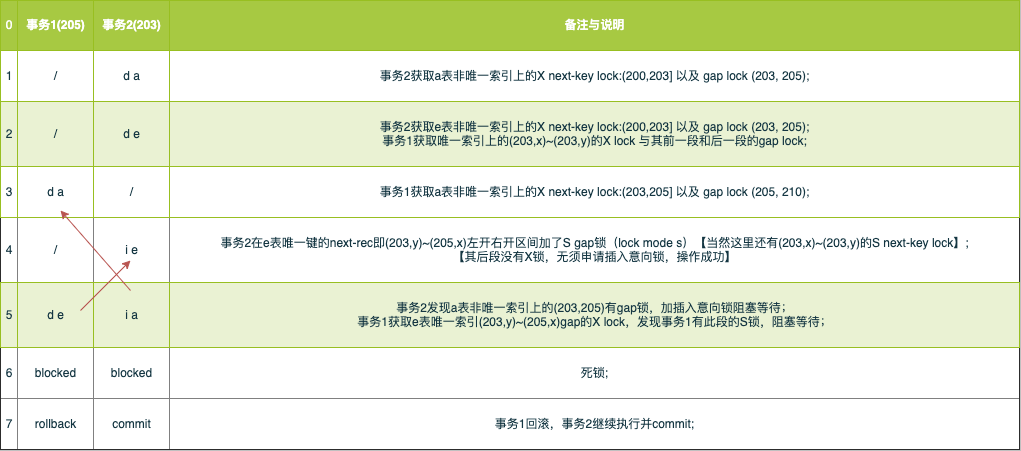 0 事务1(205) 事务2(203) 备注与说明
1 / d a 事务2获取a表非唯一索引上的X next-key lock:(200,203] 以及 gap lock (203, 205);
2 / d e 事务2获取e表非唯一索引上的X next-key lock:(200,203] 以及 gap lock (203, 205);
事务1获取唯一索引上的(203,x)~(203,y)的X lock 与其前一段和后一段的gap lock;
3 d a / 事务1获取a表非唯一索引上的X next-key lock:(203,205] 以及 gap lock (205, 210);
4 / i e 事务2在e表唯一键的next-rec即(203,y)~(205,x)左开右开区间加了S gap锁（lock mode s）【当然这里还有(203,x)~(203,y)的S next-key lock】;
【其后段没有X锁，无须申请插入意向锁，操作成功】
5 d e i a 事务2发现a表非唯一索引上的(203,205)有gap锁，加插入意向锁阻塞等待;
事务1获取e表唯一索引(203,y)~(205,x)gap的X lock，发现事务1有此段的S锁，阻塞等待;
6 blocked blocked 死锁;
7 rollback commit 事务1回滚，事务2继续执行并commit;